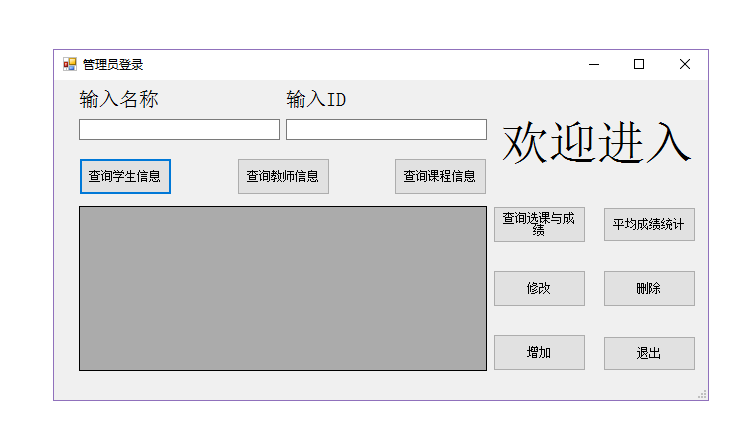 管理员登录
输入名称
输入ID
欢迎进入
查询学生信息
查询教师信息
查询课程信息
查询选课与成
绩
平均成绩统计
修改
删除
增加
退出